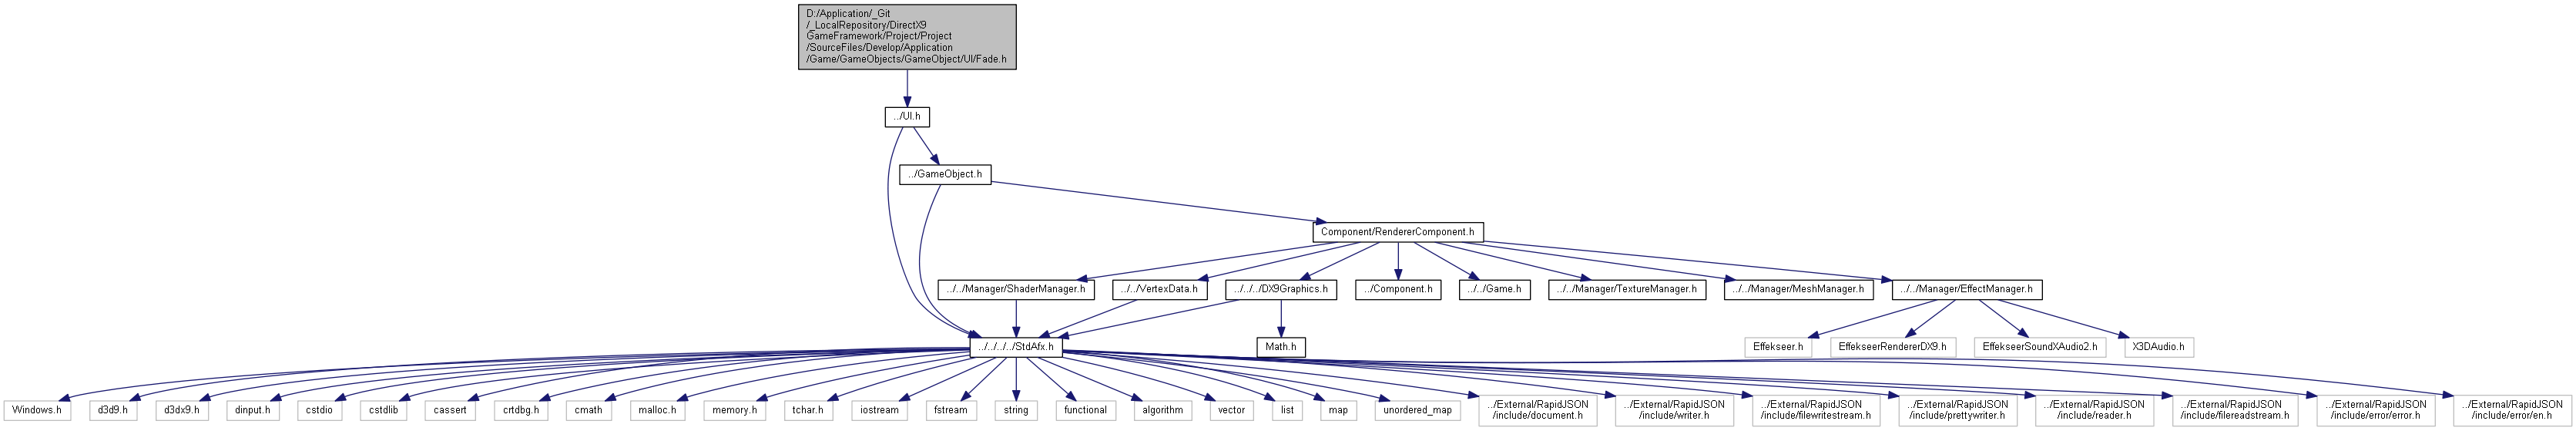 D:/Application/_Git
/_LocalRepository/DirectX9
GameFramework/Project/Project
/SourceFiles/Develop/Application
/Game/GameObjects/GameObject/UI/Fade.h
../UI.h
../GameObject.h
Component/RendererComponent.h
../../Manager/ShaderManager.h
../../VertexData.h
../../../DX9Graphics.h
../Component.h
../../Game.h
../../Manager/TextureManager.h
../../Manager/MeshManager.h
../../Manager/EffectManager.h
../../../../StdAfx.h
Math.h
Effekseer.h
EffekseerRendererDX9.h
EffekseerSoundXAudio2.h
X3DAudio.h
Windows.h
d3d9.h
d3dx9.h
dinput.h
cstdio
cstdlib
cassert
crtdbg.h
cmath
malloc.h
memory.h
tchar.h
iostream
fstream
string
functional
algorithm
vector
list
map
unordered_map
../External/RapidJSON
/include/document.h
../External/RapidJSON
/include/writer.h
../External/RapidJSON
/include/filewritestream.h
../External/RapidJSON
/include/prettywriter.h
../External/RapidJSON
/include/reader.h
../External/RapidJSON
/include/filereadstream.h
../External/RapidJSON
/include/error/error.h
../External/RapidJSON
/include/error/en.h